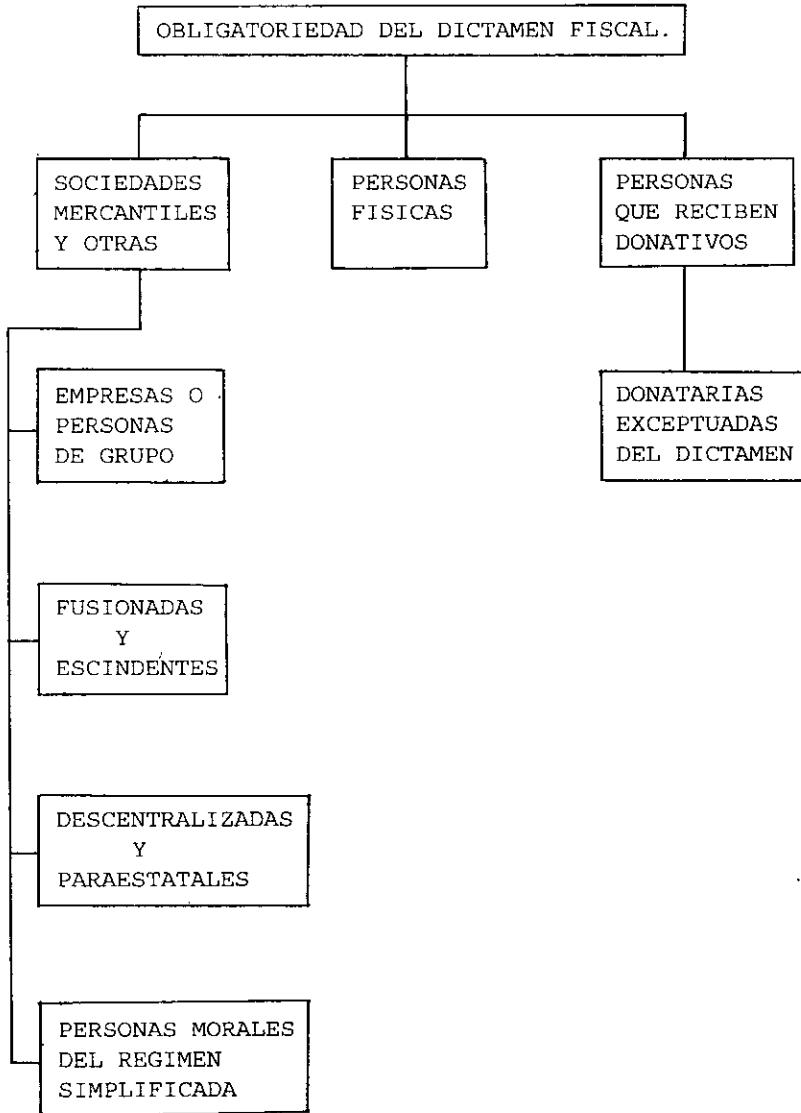 OBLIGATORIEDAD DEL DICTAMEN FISCAL.
SOCIEDADES
MERCANTILES
Y OTRAS
PERSONAS
FISICAS
PERSONAS
QUE RECIBEN
DONATIVOS
EMPRESAS O
PERSONAS
DE GRUPO
DONATARIAS
EXCEPTUADAS
DEL DICTAMEN
FUSIONADAS
Y
ESCINDENTES
DESCENTRALIZADAS
Y
PARAESTATALES
PERSONAS MORALES
DEL REGIMEN
SIMPLIFICADA